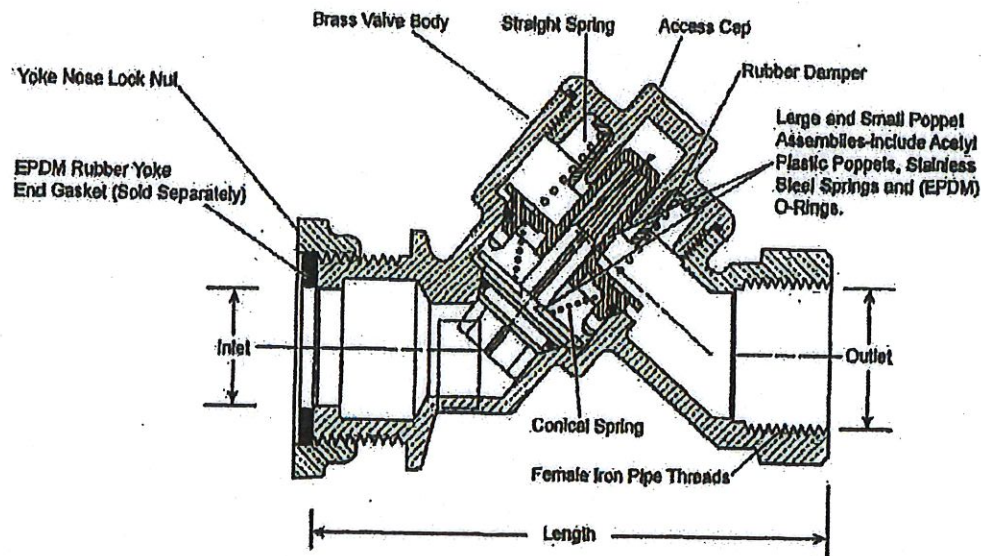 Brass Valve Body
Straight Spring
Access Cap
Yoke Nose Lock Nut
Rubber Damper
Large and Small Poppet
Assemblies-Include Acetyl
Plastic Poppets, Stainless
Steel Springs and (EPDM)
O-Rings.
EPDM Rubber Yoke
End Gasket (Sold Separately)
Inlet
Outlet
Conical Spring
Female Iron Pipe Threads
Length